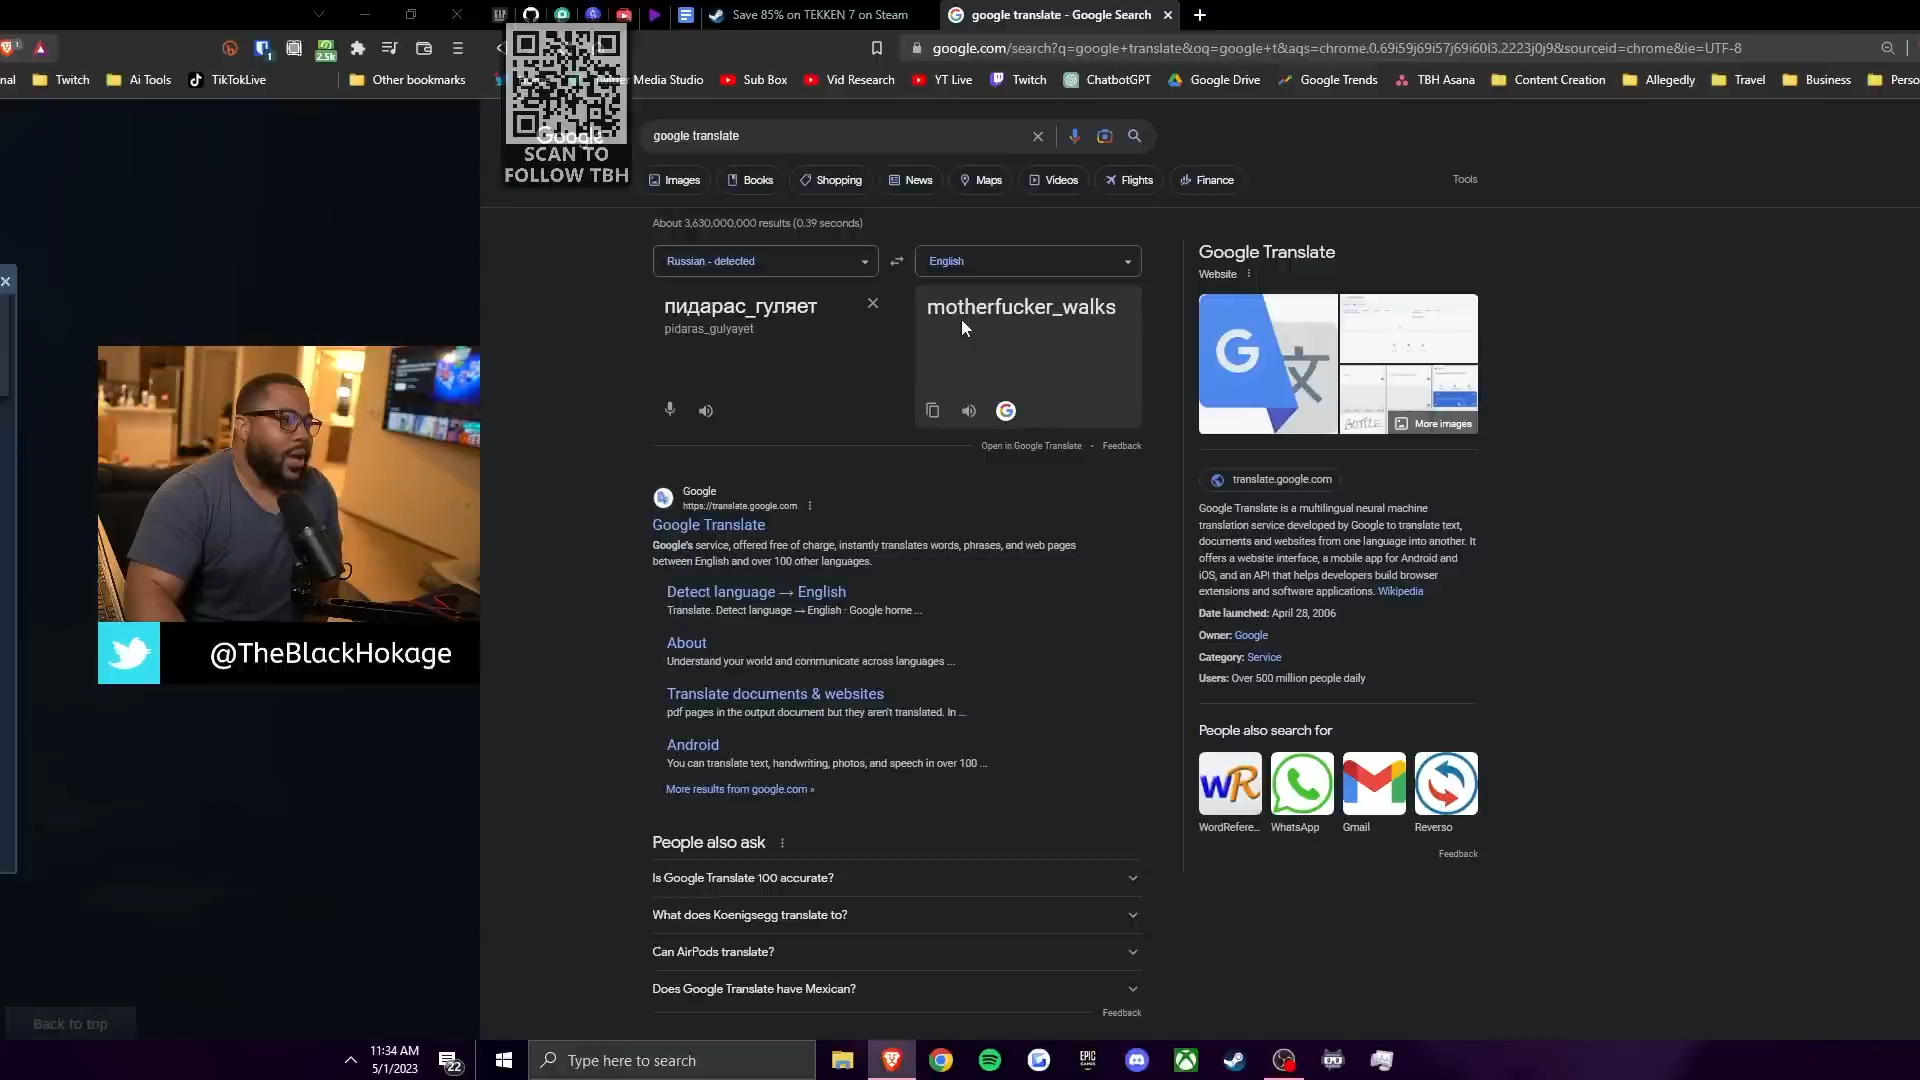 Save 85% on TEKKEN 7 on Steam
google translate - Google Search
google.com/search?q=google+translate&oq=google+t&aqs=chrome.0.69i59j69i57j69i60l3.2223j0j9&sourceid=chrome&ie=UTF-8
1
2.5k
nal
Twitch
Ai Tools
TikTokLive
Other bookmarks
Media Studio
Sub Box
Vid Research
YT Live
Twitch
ChatbotGPT
Google Drive
Google Trends
TBH Asana
Content Creation
Allegedly
Travel
Business
Perso
Google
SCAN TO
FOLLOW TBH
google translate
Images
Books
Shopping
News
Maps
Videos
Flights
Finance
Tools
About 3,630,000,000 results (0.39 seconds)
Russian - detected
English
пидарас_гуляет
pidaras_gulyayet
motherfucker_walks
Open in Google Translate • Feedback
Google
https://translate.google.com
Google Translate
Google's service, offered free of charge, instantly translates words, phrases, and web pages
between English and over 100 other languages.
Detect language → English
Translate. Detect language → English · Google home ...
About
Understand your world and communicate across languages ...
Translate documents & websites
pdf pages in the output document but they aren't translated. In ...
Android
You can translate text, handwriting, photos, and speech in over 100 ...
More results from google.com »
People also ask
Is Google Translate 100 accurate?
What does Koenigsegg translate to?
Can AirPods translate?
Does Google Translate have Mexican?
Feedback
Google Translate
Website
More images
translate.google.com
Google Translate is a multilingual neural machine
translation service developed by Google to translate text,
documents and websites from one language into another. It
offers a website interface, a mobile app for Android and
iOS, and an API that helps developers build browser
extensions and software applications. Wikipedia
Date launched: April 28, 2006
Owner: Google
Category: Service
Users: Over 500 million people daily
People also search for
WordRefere...
WhatsApp
Gmail
Reverso
Feedback
@TheBlackHokage
Back to top
11:34 AM
5/1/2023
22
Type here to search